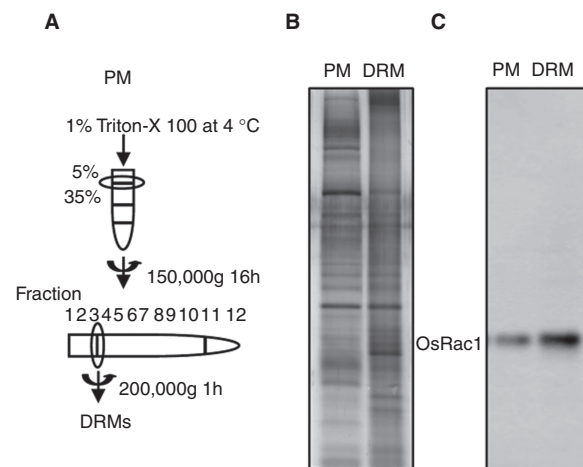 A
PM
1% Triton-X 100 at 4 °C
5%
35%
150,000g 16h
Fraction
1 2 3 4 5 6 7 8 9 10 11 12
200,000g 1h
DRMs
B
PM DRM
C
PM DRM
OsRac1